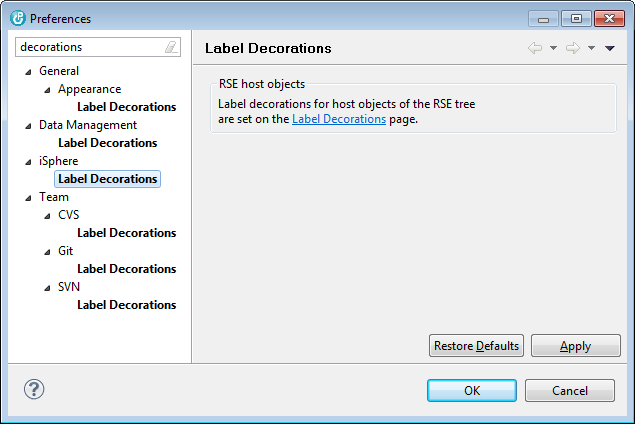 Preferences
decorations
Label Decorations
General
Appearance
Label Decorations
Data Management
Label Decorations
iSphere
Label Decorations
Team
CVS
Label Decorations
Git
Label Decorations
SVN
Label Decorations
RSE host objects
Label decorations for host objects of the RSE tree
are set on the Label Decorations page.
Restore Defaults
Apply
?
OK
Cancel